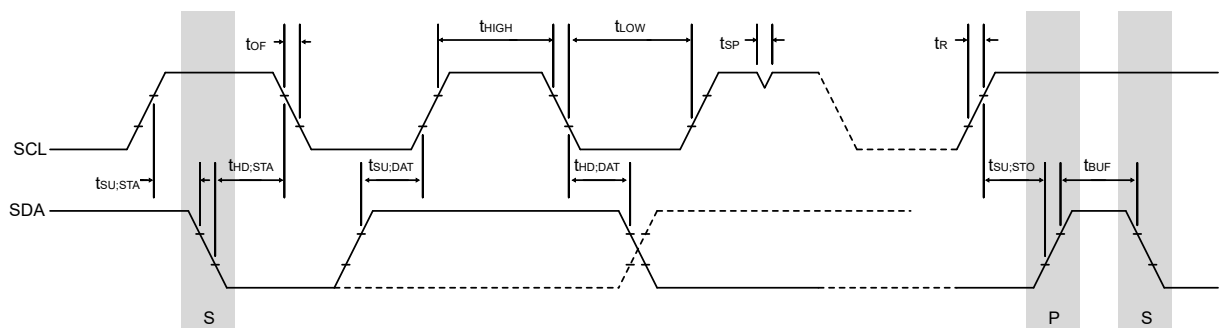 tOF
tHIGH
tLOW
tSP
tR
SCL
tSU;STA
tHD;STA
tSU;DAT
tHD;DAT
tSU;STO
tBUF
SDA
S
P
S